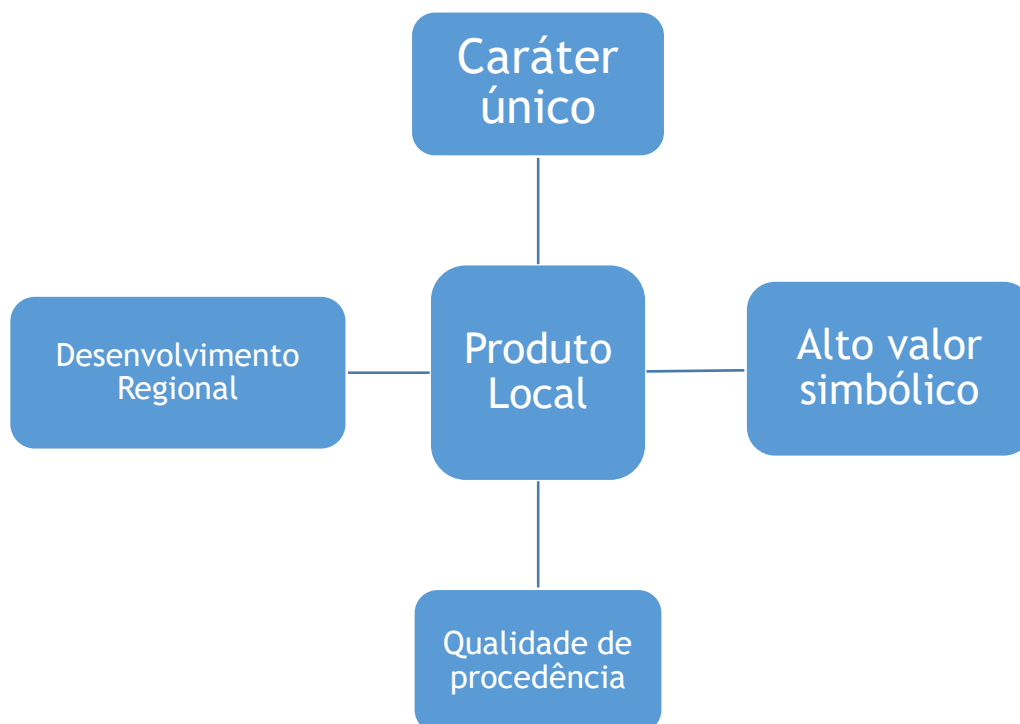 Caráter
único
Desenvolvimento
Regional
Produto
Local
Alto valor
simbólico
Qualidade de
procedência